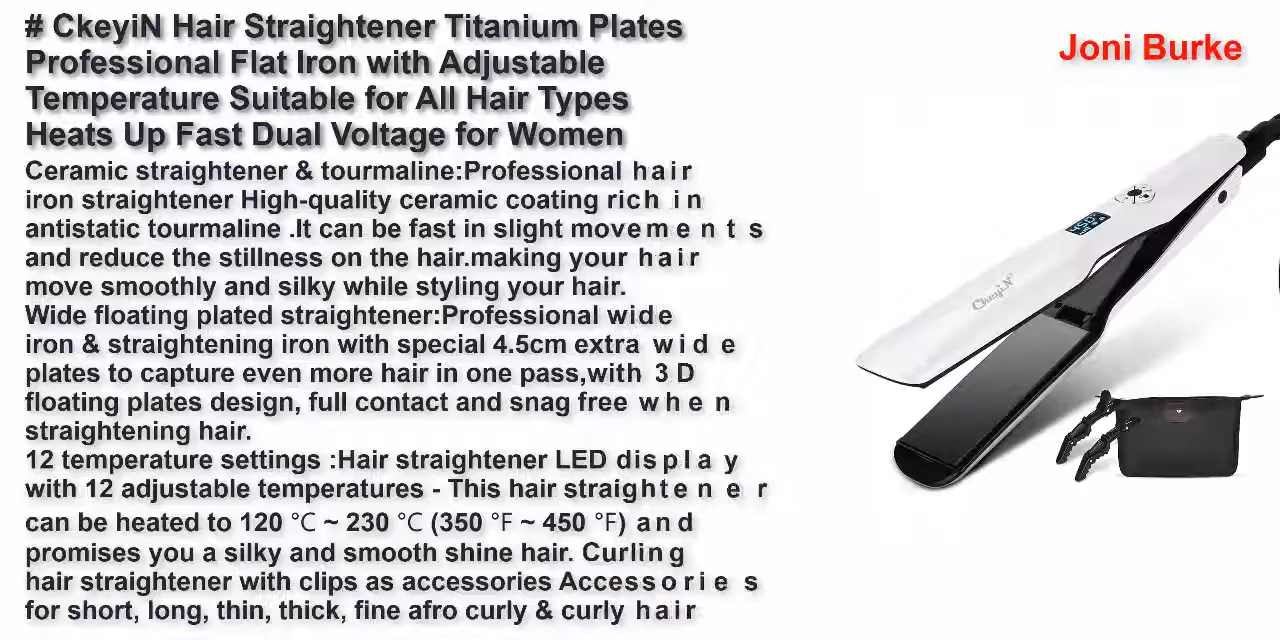 # CkeyiN Hair Straightener Titanium Plates
Professional Flat Iron with Adjustable
Temperature Suitable for All Hair Types
Heats Up Fast Dual Voltage for Women
Joni Burke
Ceramic straightener & tourmaline:Professional hair
iron straightener High-quality ceramic coating rich in
antistatic tourmaline .It can be fast in slight movements
and reduce the stillness on the hair.making your hair
move smoothly and silky while styling your hair.
Wide floating plated straightener:Professional wide
iron & straightening iron with special 4.5cm extra wide
plates to capture even more hair in one pass,with 3D
floating plates design, full contact and snag free when
straightening hair.
12 temperature settings :Hair straightener LED display
with 12 adjustable temperatures - This hair straightener
can be heated to 120 °C ~ 230 °C (350 °F ~ 450 °F) and
promises you a silky and smooth shine hair. Curling
hair straightener with clips as accessories Accessories
for short, long, thin, thick, fine afro curly & curly hair
450
CkeyiN